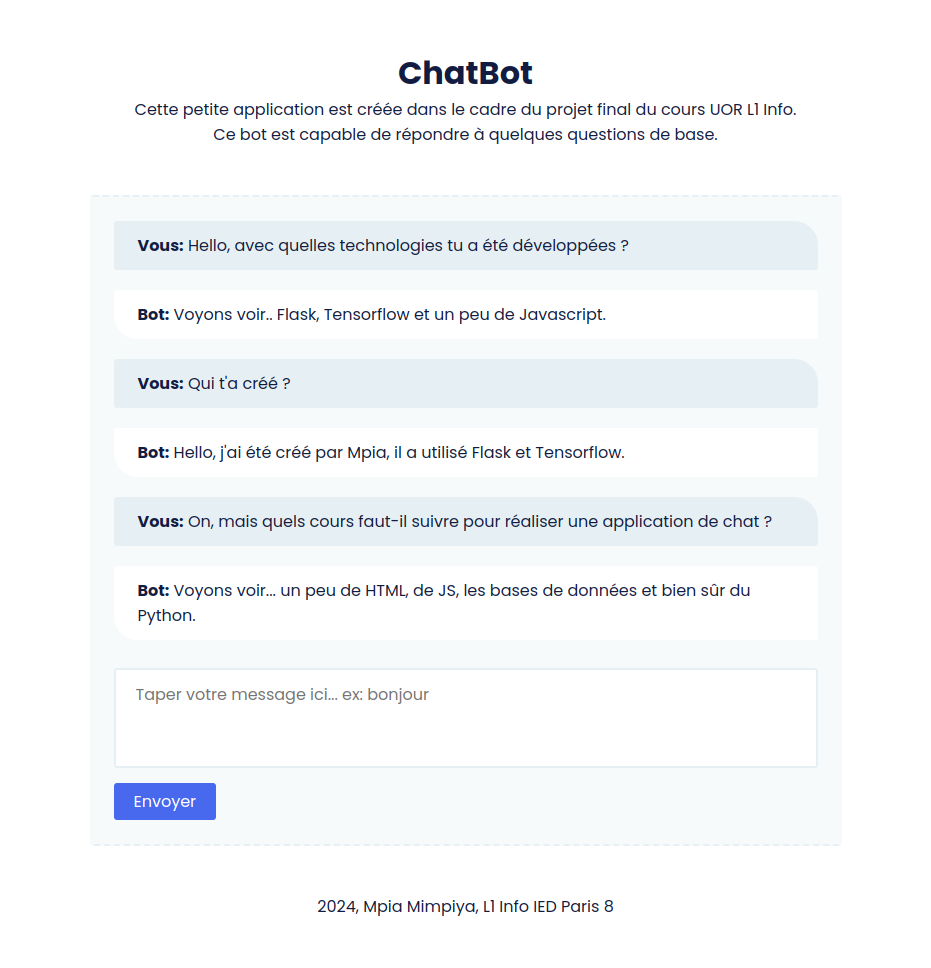 ChatBot
Cette petite application est créée dans le cadre du projet final du cours UOR L1 Info.
Ce bot est capable de répondre à quelques questions de base.
Vous: Hello, avec quelles technologies tu a été développées ?
Bot: Voyons voir.. Flask, Tensorflow et un peu de Javascript.
Vous: Qui t'a créé ?
Bot: Hello, j'ai été créé par Mpia, il a utilisé Flask et Tensorflow.
Vous: On, mais quels cours faut-il suivre pour réaliser une application de chat ?
Bot: Voyons voir... un peu de HTML, de JS, les bases de données et bien sûr du
Python.
Taper votre message ici... ex: bonjour
Envoyer
2024, Mpia Mimpiya, L1 Info IED Paris 8